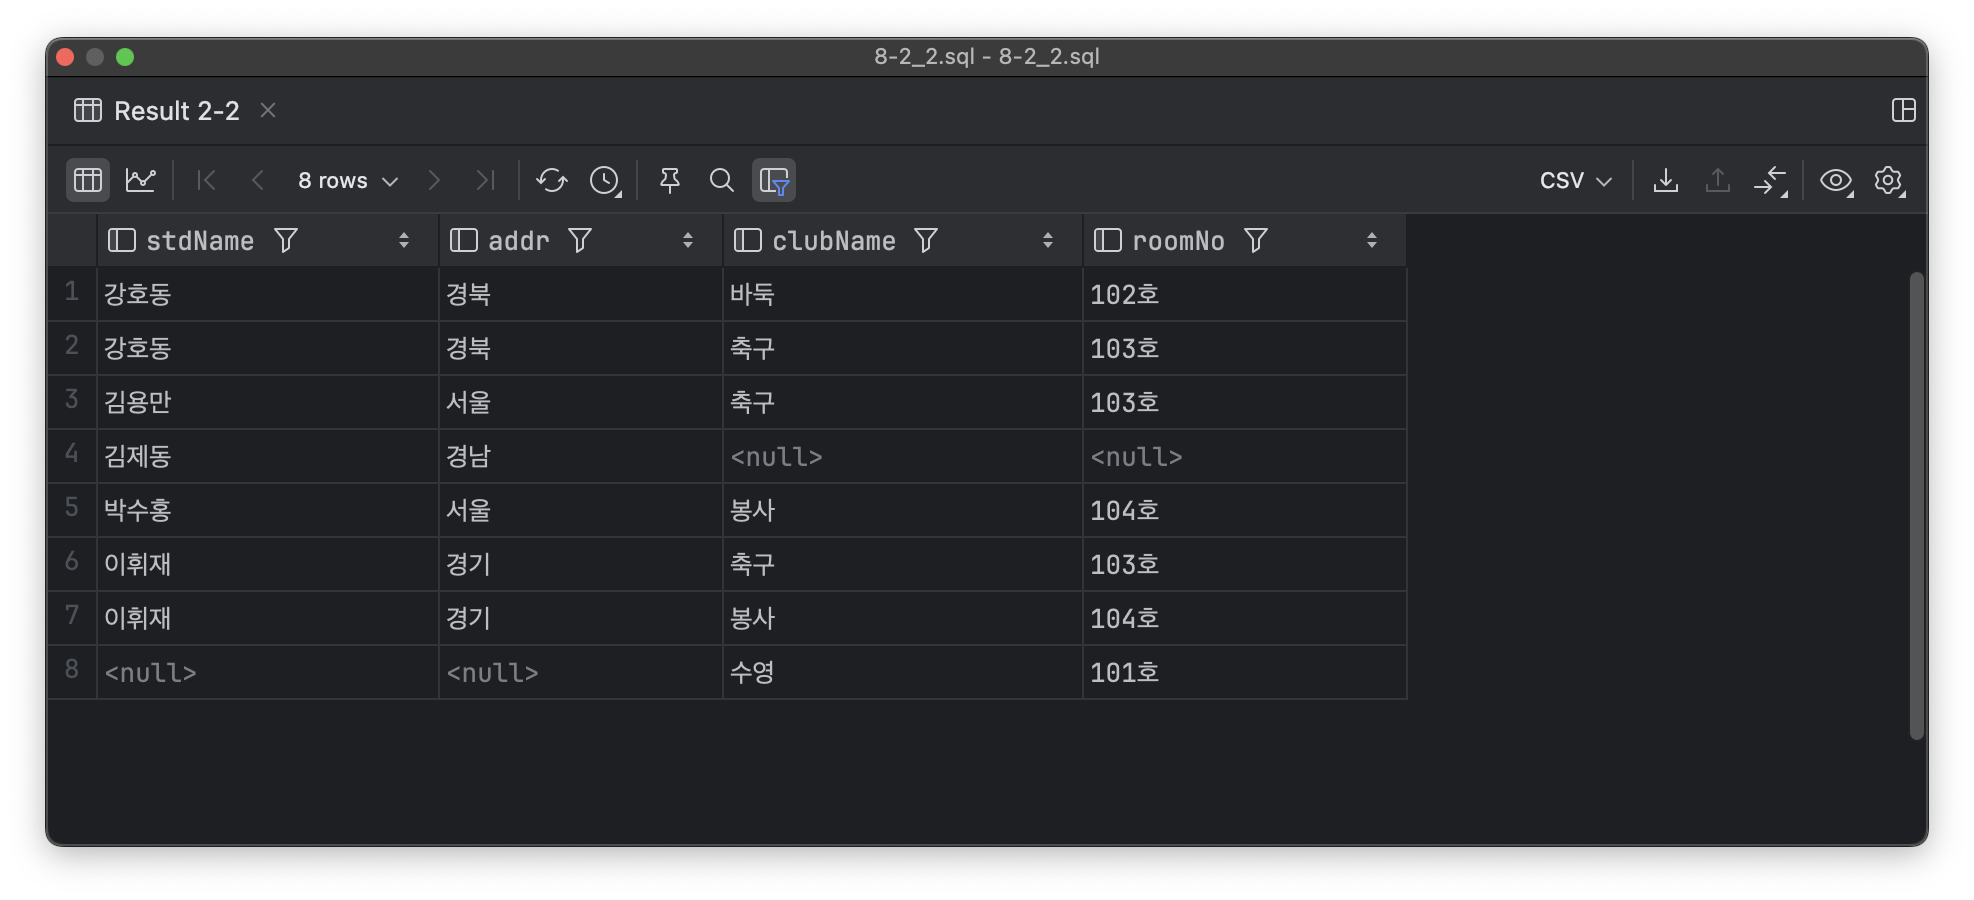 8-2_2.sql - 8-2_2.sql
Result 2-2
8 rows CSV
stdName addr clubName roomNo
1 강호동 경북 바둑 102호
2 강호동 경북 축구 103호
3 김용만 서울 축구 103호
4 김제동 경남 <null> <null>
5 박수홍 서울 봉사 104호
6 이휘재 경기 축구 103호
7 이휘재 경기 봉사 104호
8 <null> <null> 수영 101호